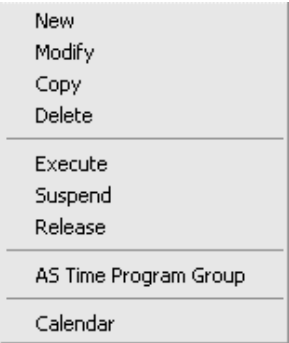 New
Modify
Copy
Delete
Execute
Suspend
Release
AS Time Program Group
Calendar